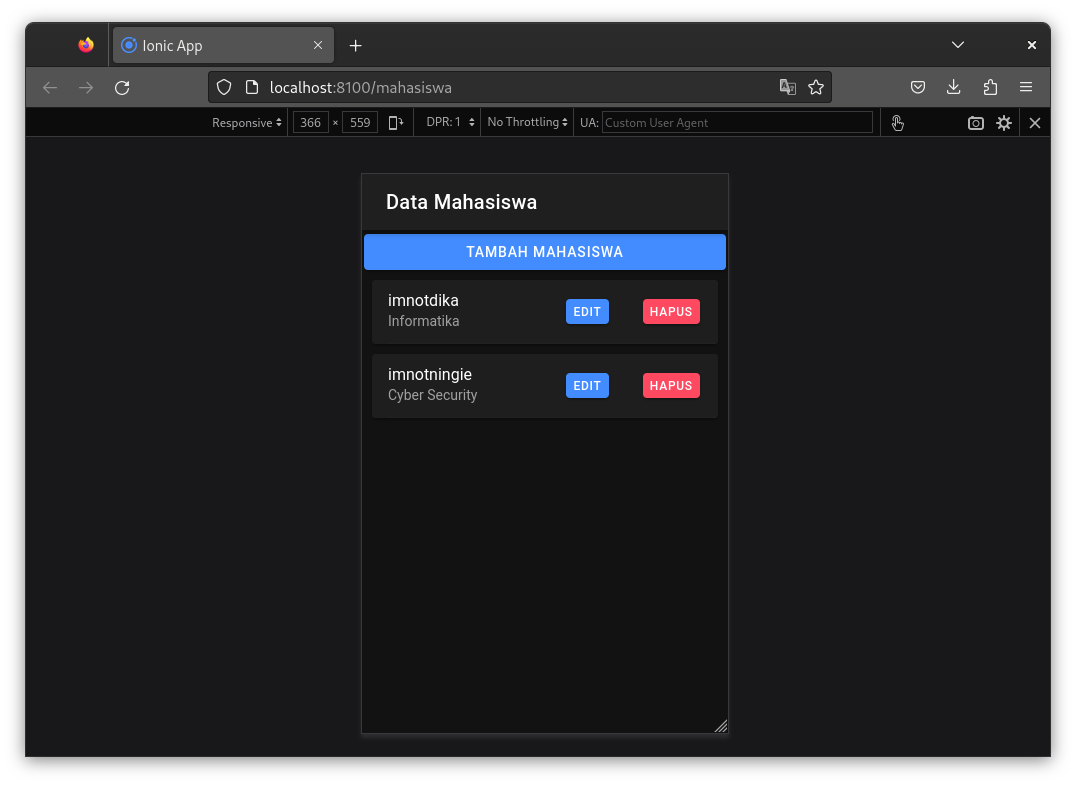 Ionic App
localhost:8100/mahasiswa
Responsive 366 × 559 DPR: 1 No Throttling UA: Custom User Agent
Data Mahasiswa
TAMBAH MAHASISWA
imnotdika
Informatika
EDIT HAPUS
imnotningie
Cyber Security
EDIT HAPUS